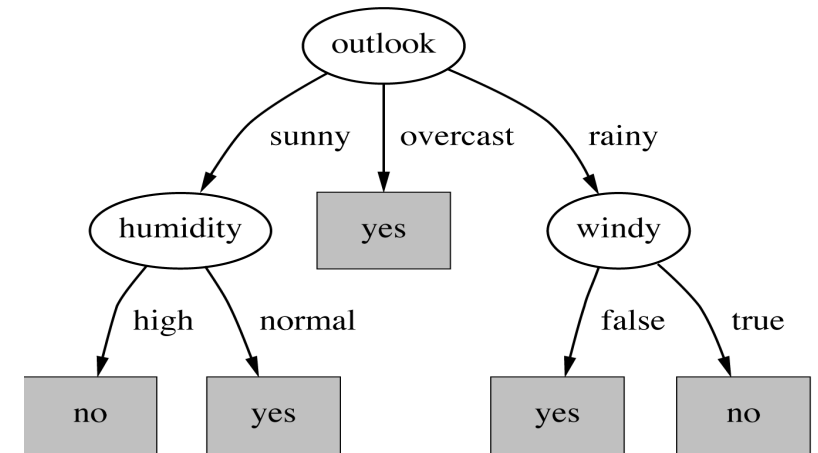 outlook
sunny overcast rainy
humidity yes windy
high normal false true
no yes yes no